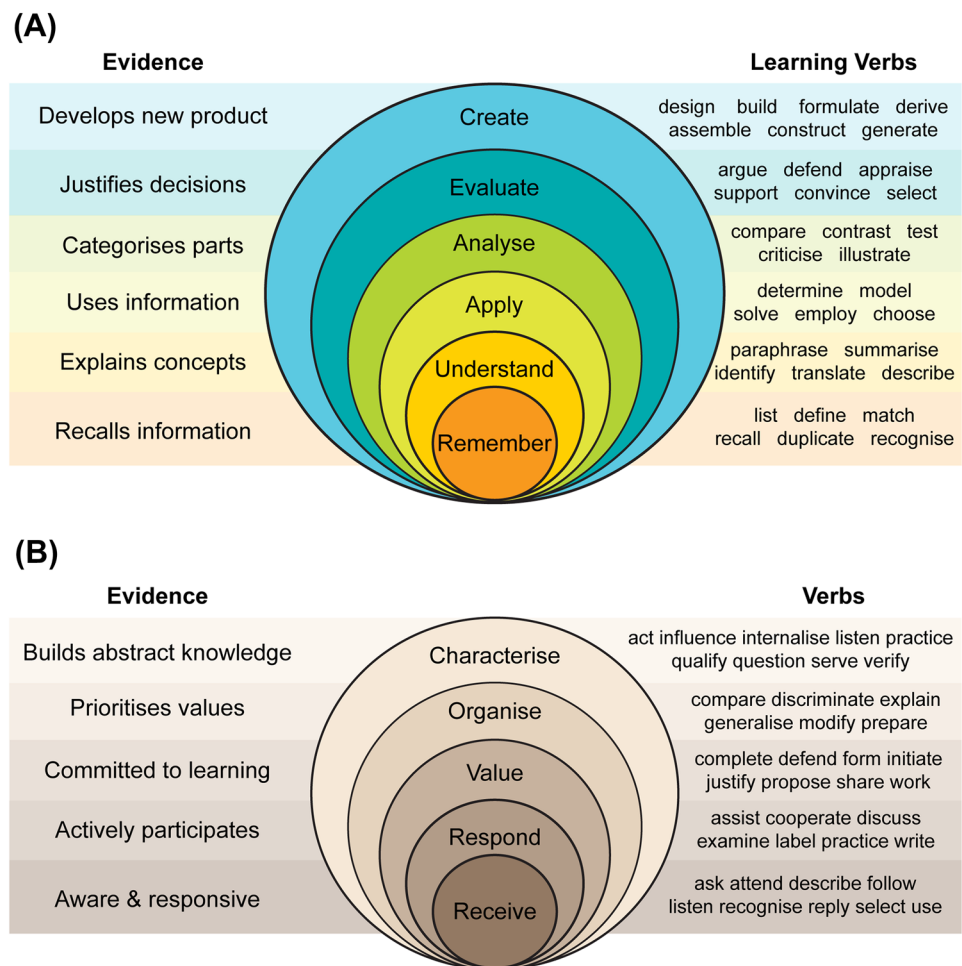 (A)
Evidence
Learning Verbs
Develops new product
Create
design build formulate derive
assemble construct generate
Justifies decisions
Evaluate
argue defend appraise
support convince select
Categorises parts
Analyse
compare contrast test
criticise illustrate
Uses information
Apply
determine model
solve employ choose
Explains concepts
Understand
paraphrase summarise
identify translate describe
Recalls information
Remember
list define match
recall duplicate recognise
(B)
Evidence
Verbs
Builds abstract knowledge
Characterise
act influence internalise listen practice
qualify question serve verify
Prioritises values
Organise
compare discriminate explain
generalise modify prepare
Committed to learning
Value
complete defend form initiate
justify propose share work
Actively participates
Respond
assist cooperate discuss
examine label practice write
Aware & responsive
Receive
ask attend describe follow
listen recognise reply select use